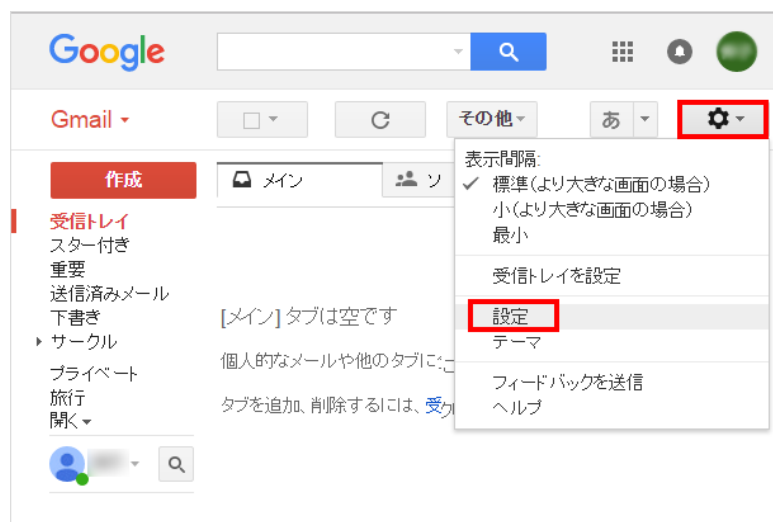 Google
Gmail
その他
あ
作成
メイン
ソ
表示間隔:
標準(より大きな画面の場合)
小(より大きな画面の場合)
最小
受信トレイを設定
設定
テーマ
フィードバックを送信
ヘルプ
受信トレイ
スター付き
重要
送信済みメール
下書き
サークル
プライベート
旅行
開く
[メイン]タブは空です
個人的なメールや他のタブに
タブを追加、削除するには、受